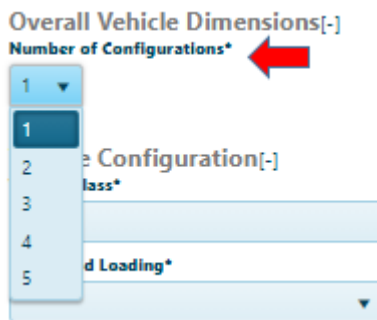 Overall Vehicle Dimensions[-]
Number of Configurations*
1
1
2
3
4
5
Configuration[-]
lass*
d Loading*